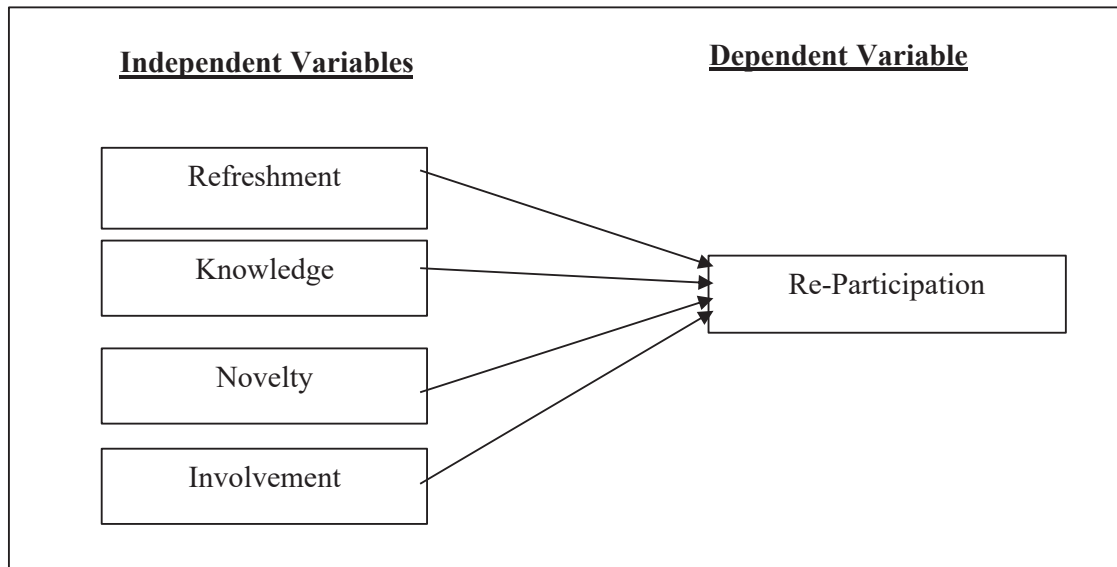 Independent Variables
Dependent Variable
Refreshment
Knowledge
Re-Participation
Novelty
Involvement